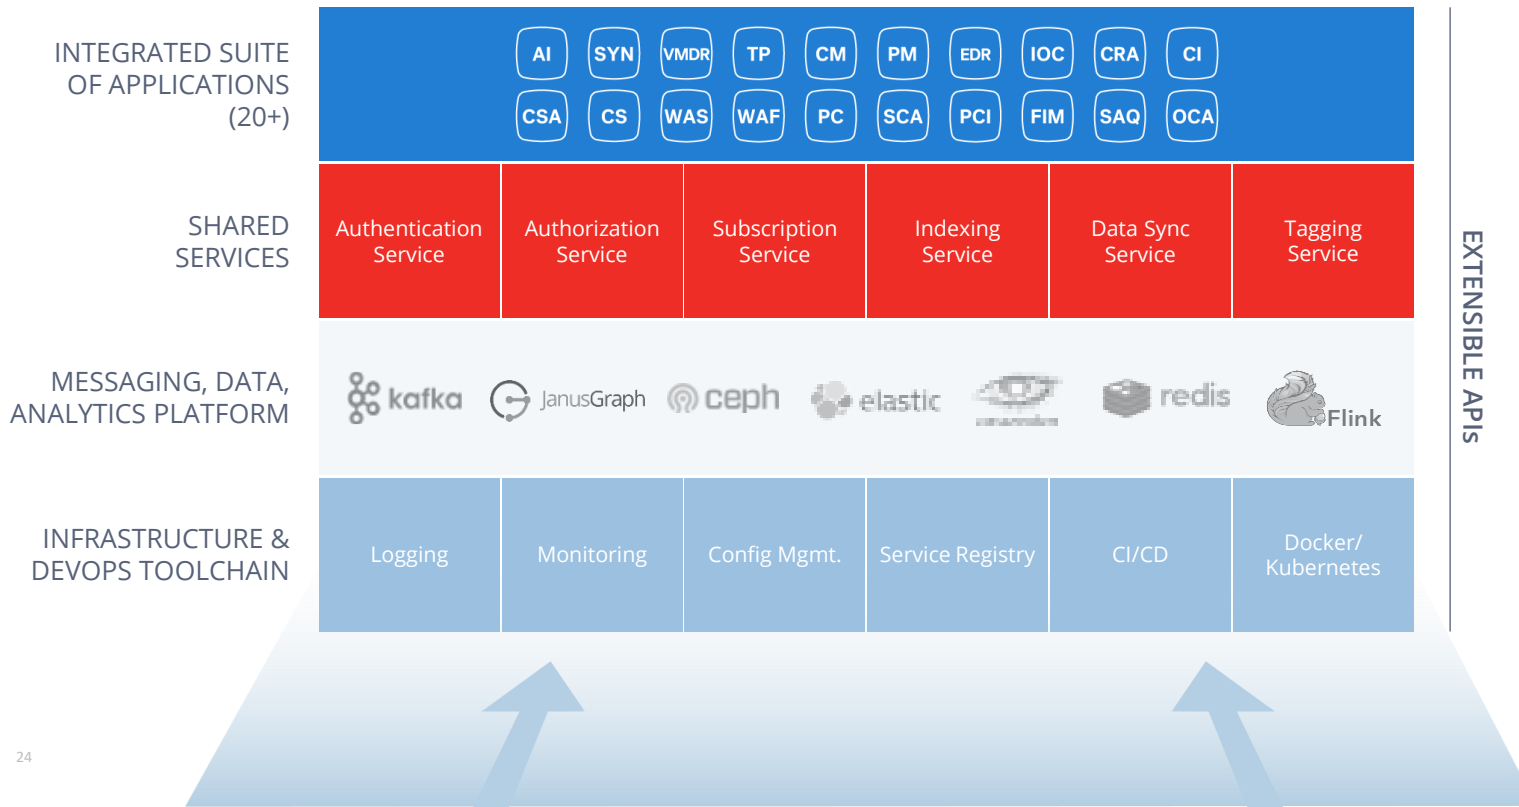 INTEGRATED SUITE
OF APPLICATIONS
(20+)
AI SYN VMDR TP CM PM EDR IOC CRA CI
CSA CS WAS WAF PC SCA PCI FIM SAQ OCA
SHARED
SERVICES
Authentication
Service
Authorization
Service
Subscription
Service
Indexing
Service
Data Sync
Service
Tagging
Service
MESSAGING, DATA,
ANALYTICS PLATFORM
kafka
JanusGraph
ceph
elastic
redis
Flink
INFRASTRUCTURE &
DEVOPS TOOLCHAIN
Logging
Monitoring
Config Mgmt.
Service Registry
CI/CD
Docker/
Kubernetes
EXTENSIBLE APIs
24